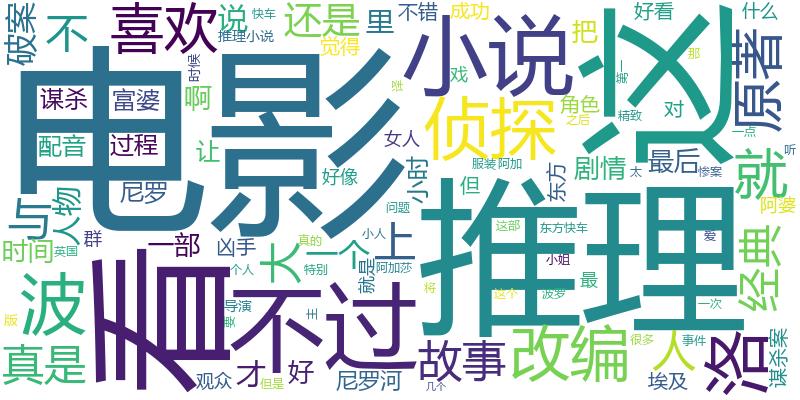 电影
这
推理
看
不过
小说
侦探
喜欢
还是
说
快车
推理小说
里
不错
成功
觉得
把
好看
什么
破案
不
谋杀
富婆
啊
时候
配音
过程
让
尼罗
好像
小时
女人
戏
角色
第一
那
对
精致
一点
原著
之后
服装
阿加
剧情
最后
太
惨案
听
就
与
人物
时间
英国
群
一部
凶手
大
一个
上
问题
但
东方
这部
东方快车
真的
小人
阿婆
爱
个人
特别
就是
阿加莎
小姐
最
经典
波
版
导演
要
主
将
这个
波罗
一次
洛
真是
观众
才
但是
好
尼罗河
故事
几个
改编
很多
人
事件
埃及
谋杀案